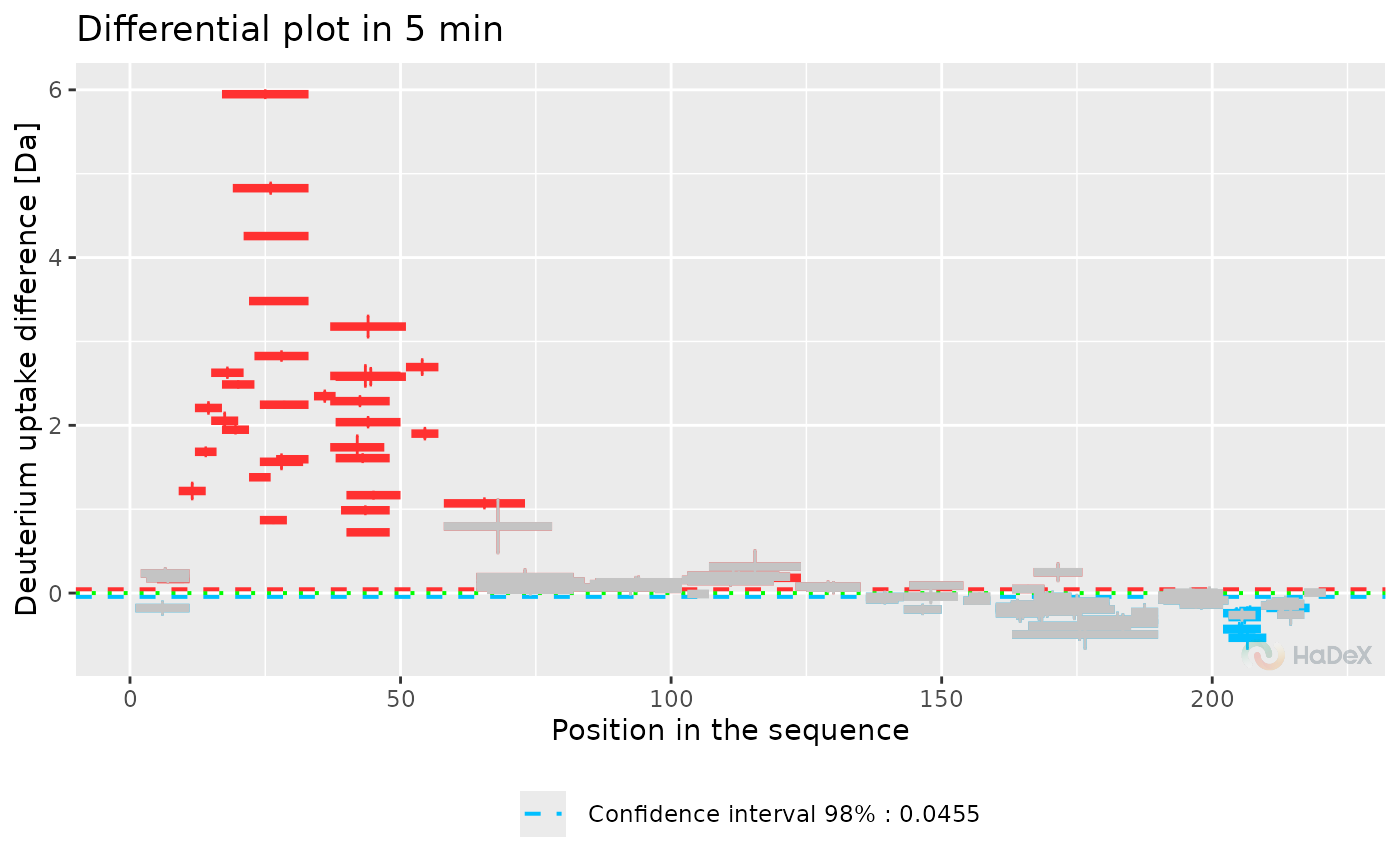 Differential plot in 5 min
Deuterium uptake difference [Da]
6
4
2
0
HaDeX
0 50 100 150 200
Position in the sequence
Confidence interval 98% : 0.0455